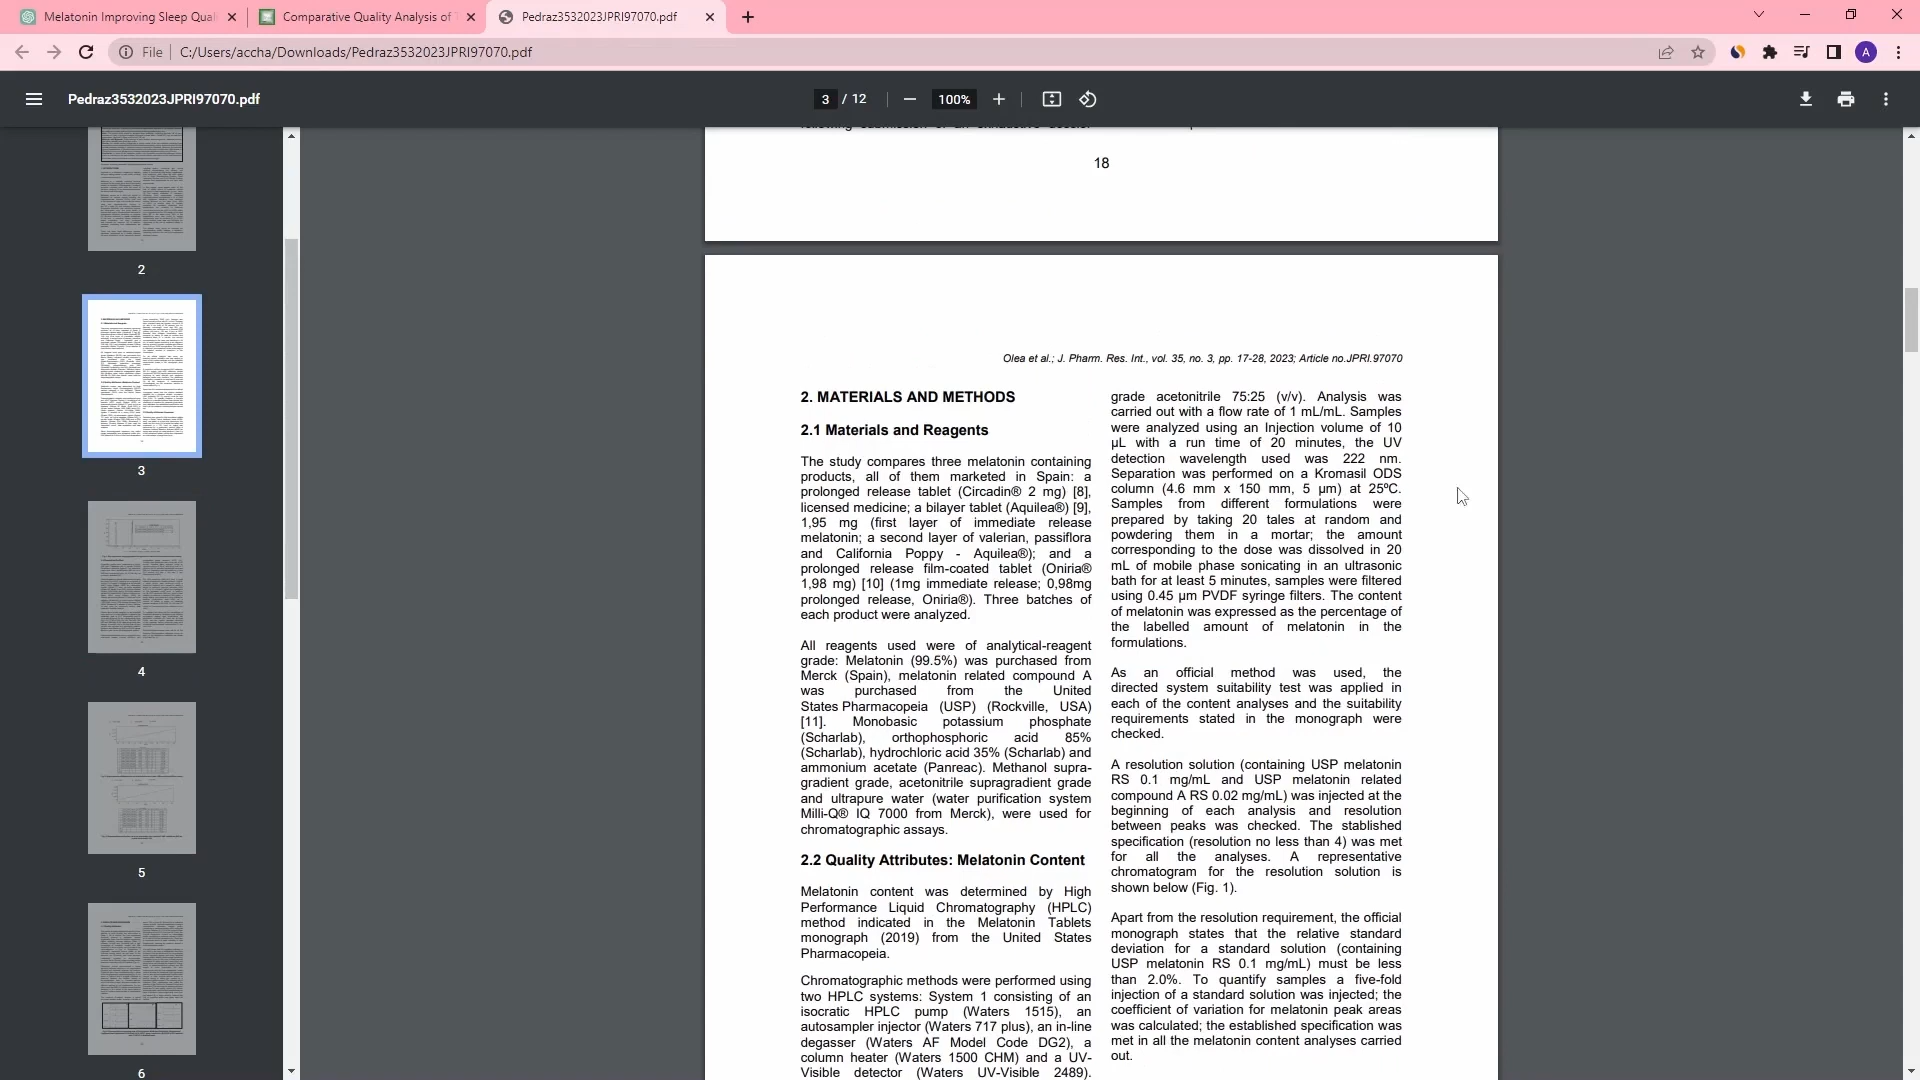 Melatonin Improving Sleep Qual
Comparative Quality Analysis of T
Pedraz3532023JPRI97070.pdf
File
C:/Users/accha/Downloads/Pedraz3532023JPRI97070.pdf
A
Pedraz3532023JPRI97070.pdf
3 / 12
100%
2
3
4
5
6
18
Olea et al.; J. Pharm. Res. Int., vol. 35, no. 3, pp. 17-28, 2023; Article no.JPRI.97070
2. MATERIALS AND METHODS
2.1 Materials and Reagents
The study compares three melatonin containing
products, all of them marketed in Spain: a
prolonged release tablet (Circadin® 2 mg) [8],
licensed medicine; a bilayer tablet (Aquilea®) [9],
1,95 mg (first layer of immediate release
melatonin; a second layer of valerian, passiflora
and California Poppy - Aquilea®); and a
prolonged release film-coated tablet (Oniria®
1,98 mg) [10] (1mg immediate release; 0,98mg
prolonged release, Oniria®). Three batches of
each product were analyzed.
All reagents used were of analytical-reagent
grade: Melatonin (99.5%) was purchased from
Merck (Spain), melatonin related compound A
was purchased from the United
States Pharmacopeia (USP) (Rockville, USA)
[11]. Monobasic potassium phosphate
(Scharlab), orthophosphoric acid 85%
(Scharlab), hydrochloric acid 35% (Scharlab) and
ammonium acetate (Panreac). Methanol supra-
gradient grade, acetonitrile supragradient grade
and ultrapure water (water purification system
Milli-Q® IQ 7000 from Merck), were used for
chromatographic assays.
2.2 Quality Attributes: Melatonin Content
Melatonin content was determined by High
Performance Liquid Chromatography (HPLC)
method indicated in the Melatonin Tablets
monograph (2019) from the United States
Pharmacopeia.
Chromatographic methods were performed using
two HPLC systems: System 1 consisting of an
isocratic HPLC pump (Waters 1515), an
autosampler injector (Waters 717 plus), an in-line
degasser (Waters AF Model Code DG2), a
column heater (Waters 1500 CHM) and a UV-
Visible detector (Waters UV-Visible 2489).
grade acetonitrile 75:25 (v/v). Analysis was
carried out with a flow rate of 1 mL/mL. Samples
were analyzed using an Injection volume of 10
µL with a run time of 20 minutes, the UV
detection wavelength used was 222 nm.
Separation was performed on a Kromasil ODS
column (4.6 mm x 150 mm, 5 µm) at 25ºC.
Samples from different formulations were
prepared by taking 20 tales at random and
powdering them in a mortar; the amount
corresponding to the dose was dissolved in 20
mL of mobile phase sonicating in an ultrasonic
bath for at least 5 minutes, samples were filtered
using 0.45 µm PVDF syringe filters. The content
of melatonin was expressed as the percentage of
the labelled amount of melatonin in the
formulations.
As an official method was used, the
directed system suitability test was applied in
each of the content analyses and the suitability
requirements stated in the monograph were
checked.
A resolution solution (containing USP melatonin
RS 0.1 mg/mL and USP melatonin related
compound A RS 0.02 mg/mL) was injected at the
beginning of each analysis and resolution
between peaks was checked. The stablished
specification (resolution no less than 4) was met
for all the analyses. A representative
chromatogram for the resolution solution is
shown below (Fig. 1).
Apart from the resolution requirement, the official
monograph states that the relative standard
deviation for a standard solution (containing
USP melatonin RS 0.1 mg/mL) must be less
than 2.0%. To quantify samples a five-fold
injection of a standard solution was injected; the
coefficient of variation for melatonin peak areas
was calculated; the established specification was
met in all the melatonin content analyses carried
out.